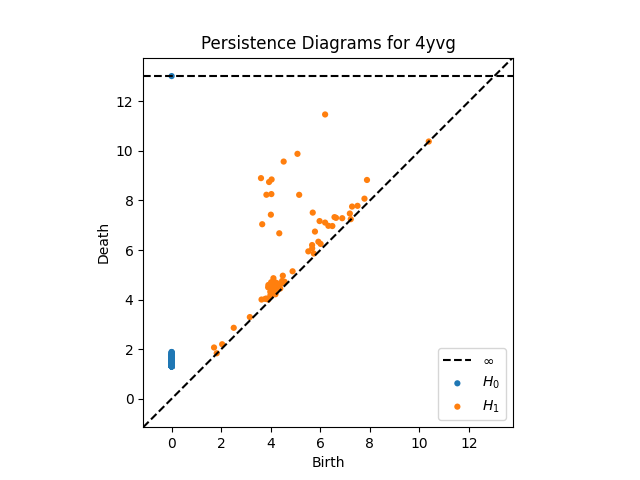 Persistence Diagrams for 4yvg
Death
12
10
8
6
4
2
0
0 2 4 6 8 10 12
Birth
∞
H₀
H₁